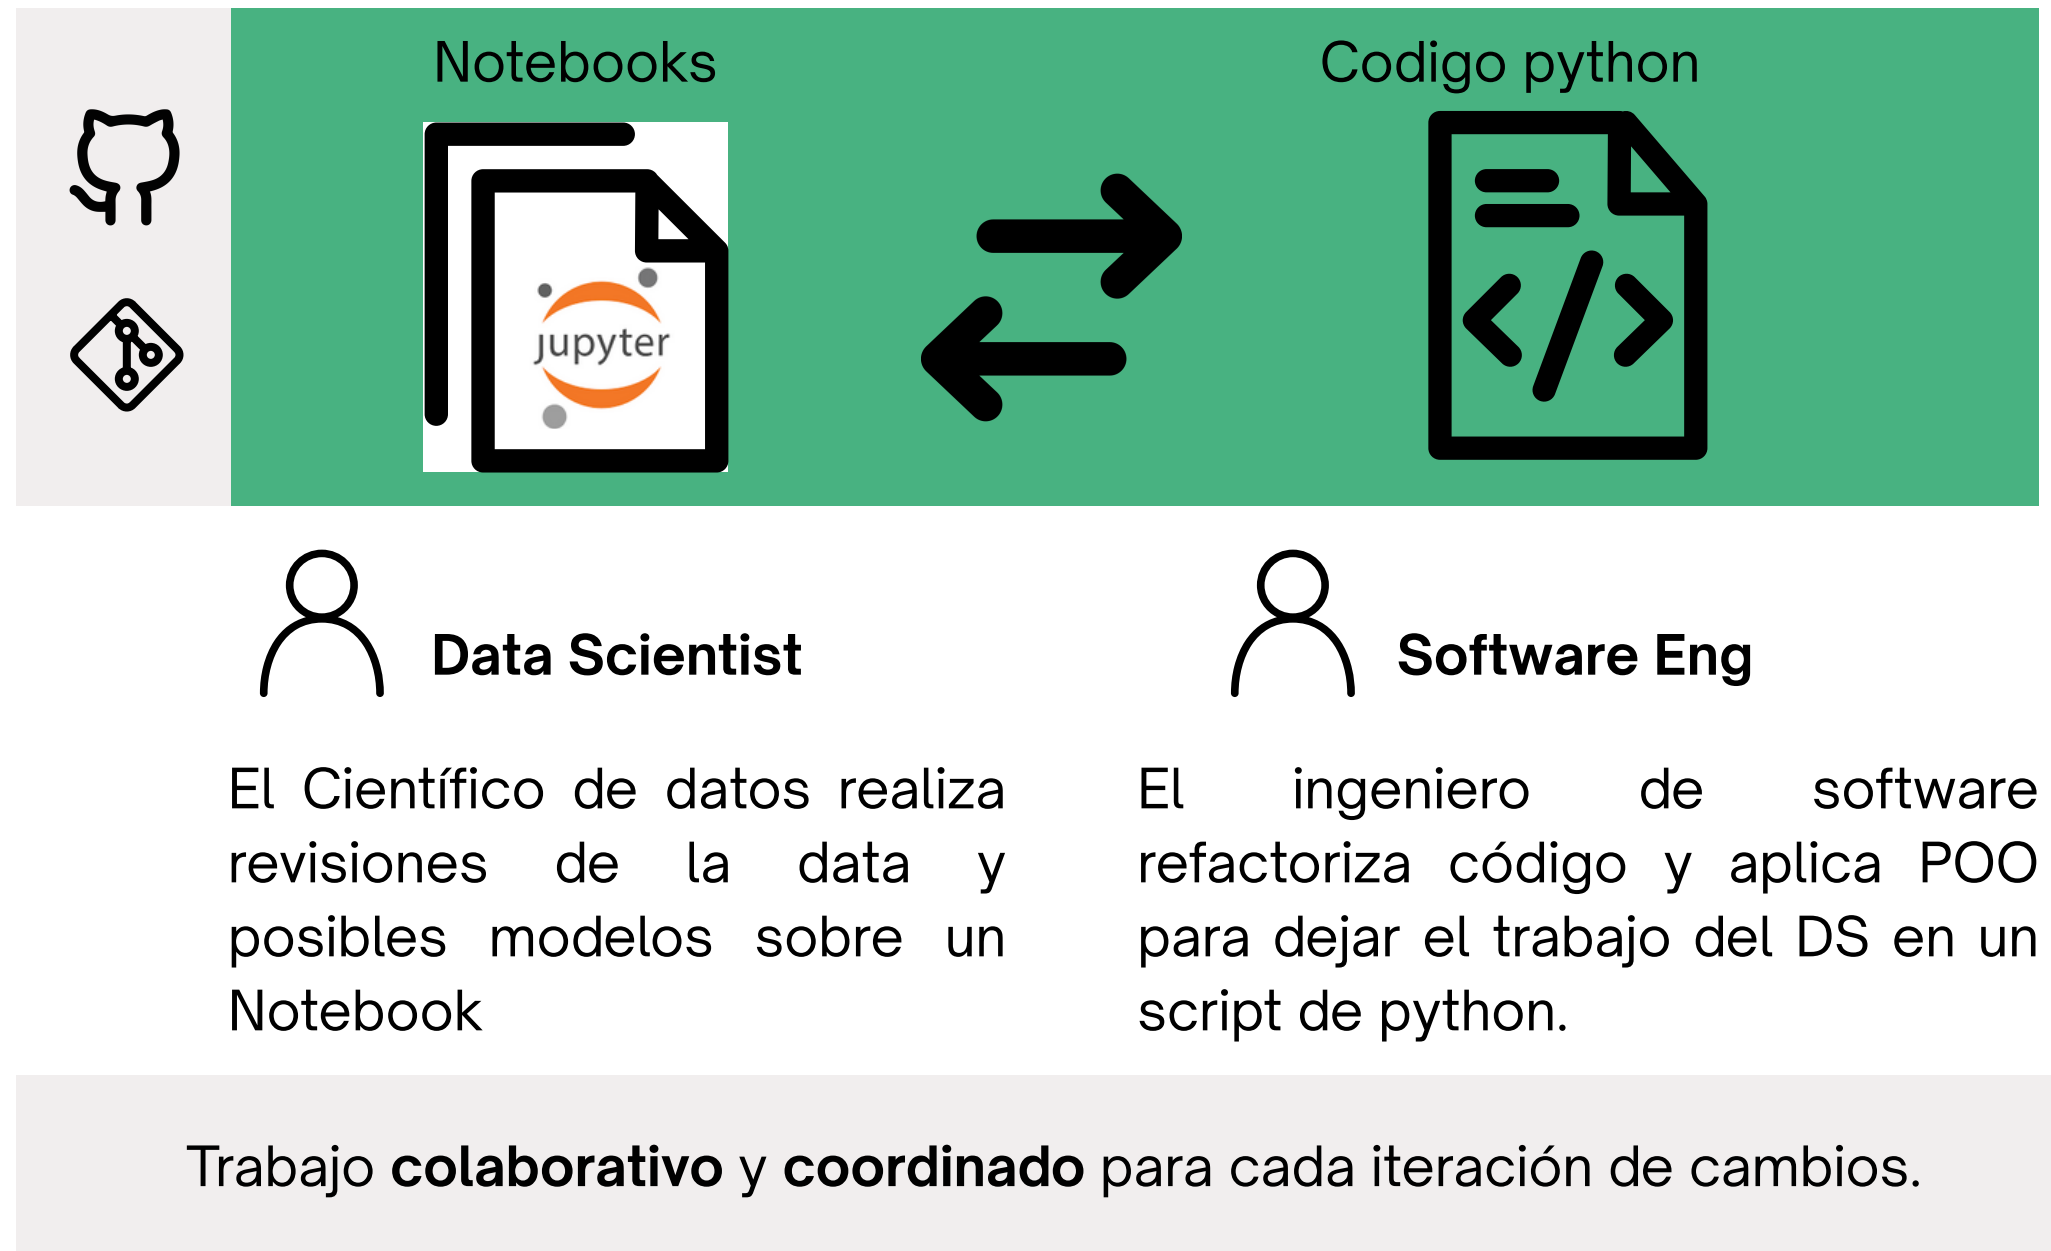 Notebooks
Codigo python
jupyter
Data Scientist
Software Eng
El Científico de datos realiza
revisiones de la data y
posibles modelos sobre un
Notebook
El ingeniero de software
refactoriza código y aplica POO
para dejar el trabajo del DS en un
script de python.
Trabajo colaborativo y coordinado para cada iteración de cambios.